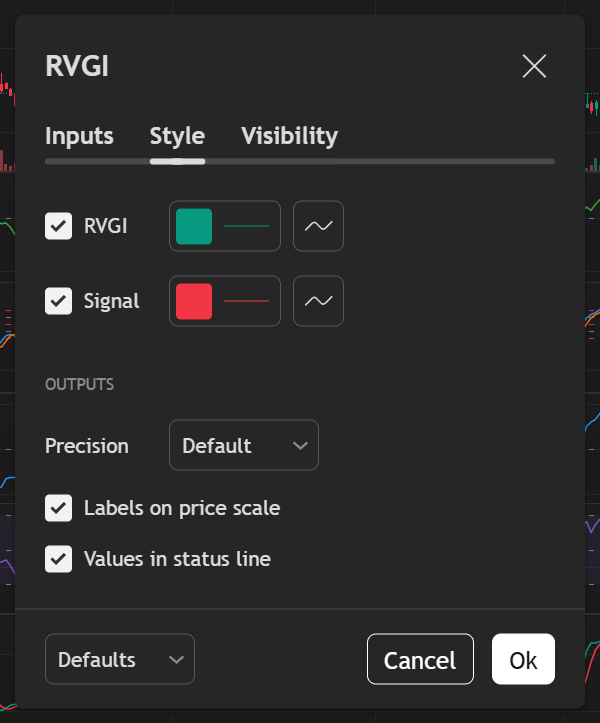 RVGI
Inputs Style Visibility
RVGI
Signal
OUTPUTS
Precision Default
Labels on price scale
Values in status line
Defaults Cancel Ok